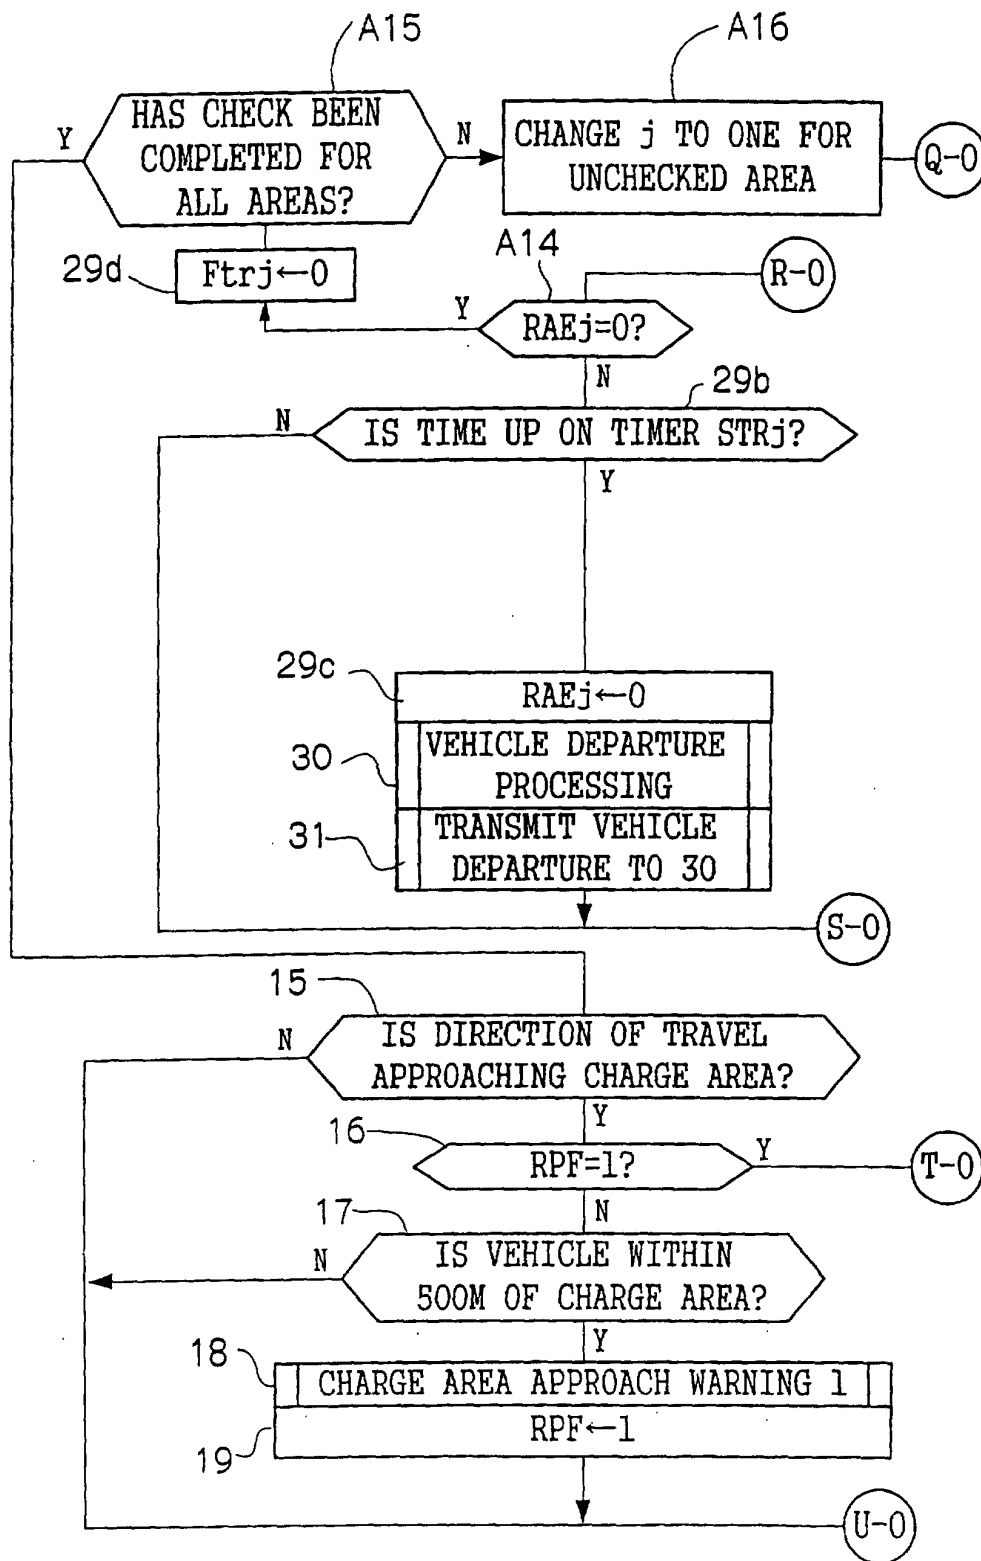 A15
A16
HAS CHECK BEEN
COMPLETED FOR
ALL AREAS?
Y
N
CHANGE j TO ONE FOR
UNCHECKED AREA
Q-0
29d
Ftrj←0
A14
R-0
Y
RAEj=0?
N
29b
N
IS TIME UP ON TIMER STRj?
Y
29c
RAEj←0
30
VEHICLE DEPARTURE
PROCESSING
31
TRANSMIT VEHICLE
DEPARTURE TO 30
S-0
15
N
IS DIRECTION OF TRAVEL
APPROACHING CHARGE AREA?
Y
16
RPF=1?
Y
T-0
N
17
N
IS VEHICLE WITHIN
500M OF CHARGE AREA?
Y
18
CHARGE AREA APPROACH WARNING 1
19
RPF←1
U-0